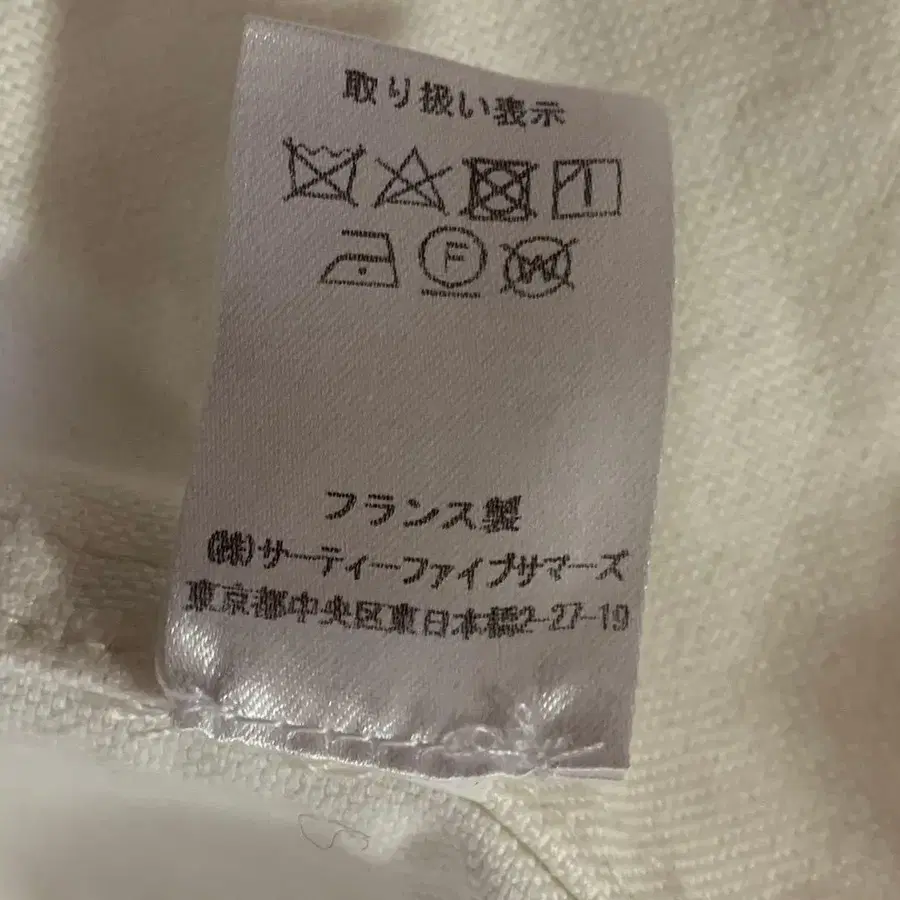 取り扱い表示
F
W
フランス製
(株)サーティーファイブサマーズ
東京都中央区東日本橋2-27-19